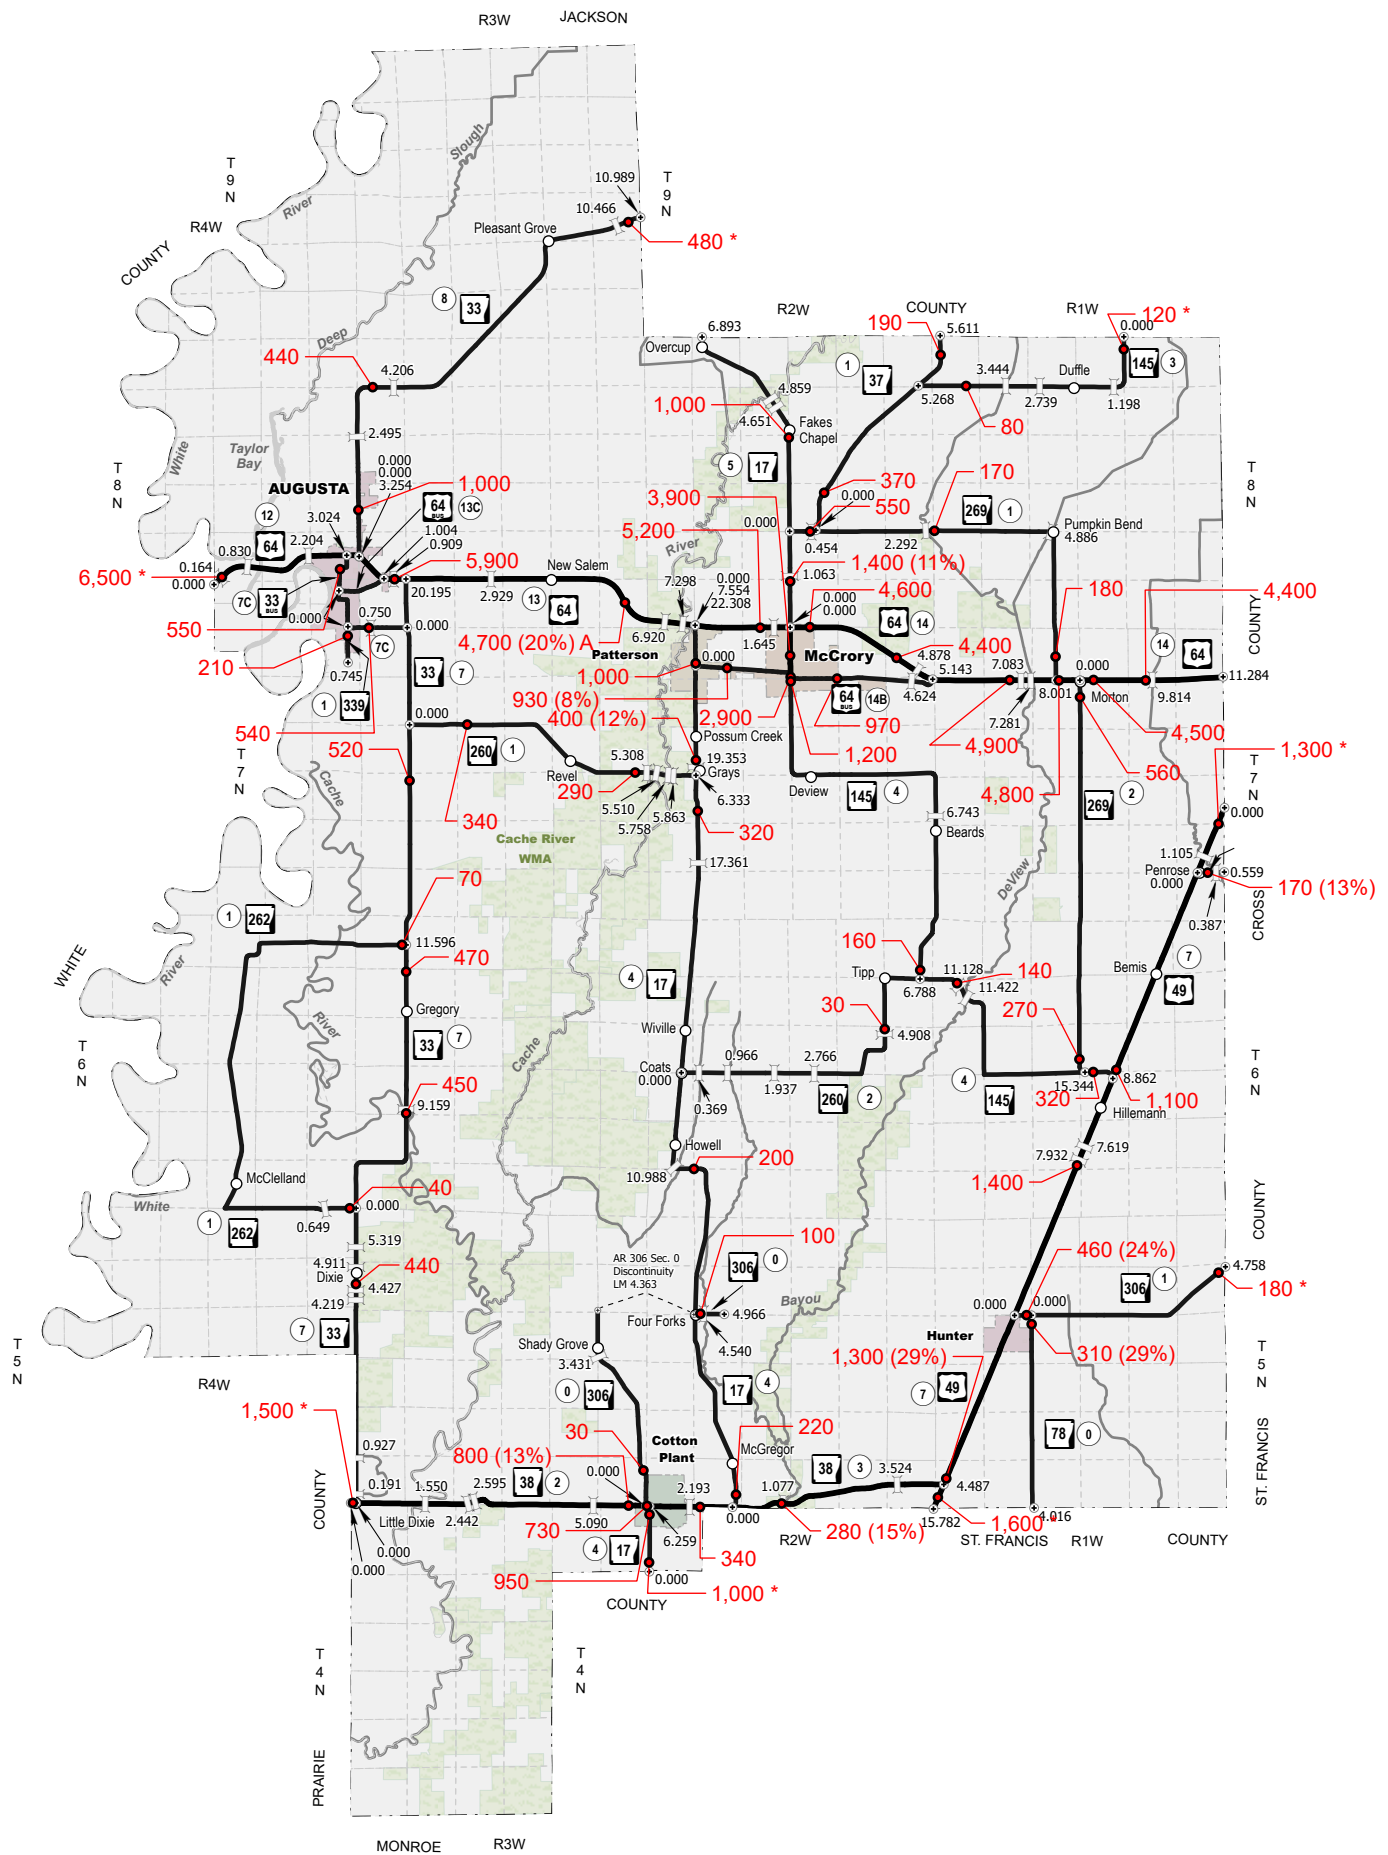 R3W
JACKSON
10.989
T
9
N
T
9
N
10.466
River
R4W
Slough
Pleasant Grove
480 *
COUNTY
8
33
R2W
COUNTY
R1W
120 *
190
5.611
0.000
6.893
Overcup
Deep
440
4.206
1
37
3.444
Duffle
145
3
4.859
5.268
2.739
1.198
1,000
4.651
Fakes
Chapel
80
2.495
White
Taylor
Bay
5
17
T
8
N
0.000
0.000
3.254
370
170
T
8
N
AUGUSTA
1,000
3,900
0.000
550
269
1
12
64
3.024
64
BUS
13C
5,200
0.000
Pumpkin Bend
4.886
2.204
1.004
0.909
River
0.454
2.292
0.830
0.164
0.000
6,500 *
5,900
New Salem
7.298
0.000
7.554
22.308
1.063
1,400 (11%)
180
4,400
7C
33
BUS
20.195
2.929
13
64
0.000
0.000
4,600
COUNTY
0.000
0.750
0.000
550
7C
4,700 (20%) A
6.920
1.645
64
14
210
Patterson
0.000
McCrory
4.878
4,400
5.143
7.083
0.000
14
64
0.745
33
7
1,000
930 (8%)
64
BUS
14B
4.624
8.001
Morton
9.814
11.284
1
339
400 (12%)
2,900
970
7.281
540
0.000
4,900
4,500
520
260
1
Possum Creek
1,200
560
1,300 *
T
7
N
Revel
5.308
19.353
Grays
Deview
145
4
4,800
269
2
T
7
N
Cache
290
5.510
5.758
5.863
6.333
0.000
340
320
6.743
Beards
Cache River
WMA
17.361
1.105
Penrose
0.000
0.559
70
DeView
170 (13%)
0.387
1
262
CROSS
11.596
160
WHITE
River
470
4
17
Tipp
11.128
140
Bemis
7
49
6.788
11.422
River
Gregory
30
270
T
6
N
33
7
Wiville
4.908
Cache
Coats
0.000
0.966
2.766
4
145
15.344
8.862
T
6
N
450
9.159
0.369
1.937
260
2
320
1,100
Hillemann
Howell
7.619
10.988
200
7.932
McClelland
1,400
White
40
0.000
1
262
0.649
100
COUNTY
5.319
AR 306 Sec. 0
Discontinuity
LM 4.363
306
0
460 (24%)
4.911
Dixie
440
4.758
306
1
4.427
Bayou
180 *
4.219
0.000
0.000
7
33
Four Forks
4.966
Shady Grove
4.540
Hunter
T
5
N
3.431
1,300 (29%)
310 (29%)
T
5
N
R4W
0
306
17
4
7
49
1,500 *
220
78
0
30
Cotton
Plant
McGregor
800 (13%)
0.927
38
3
3.524
ST. FRANCIS
0.191
1.550
2.595
38
2
0.000
2.193
1.077
4.487
COUNTY
Little Dixie
2.442
5.090
730
0.000
15.782
4.016
4
17
6.259
340
R2W
280 (15%)
1,600 *
ST. FRANCIS
R1W
COUNTY
0.000
0.000
950
0.000
1,000 *
COUNTY
T
4
N
T
4
N
PRAIRIE
MONROE
R3W